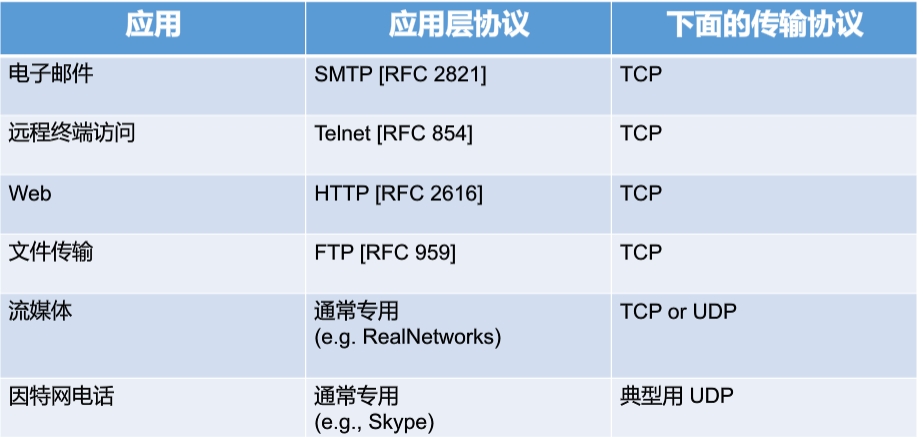 应用 应用层协议 下面的传输协议
电子邮件 SMTP [RFC 2821] TCP
远程终端访问 Telnet [RFC 854] TCP
Web HTTP [RFC 2616] TCP
文件传输 FTP [RFC 959] TCP
流媒体 通常专用 TCP or UDP
(e.g. RealNetworks)
因特网电话 通常专用 典型用 UDP
(e.g., Skype)